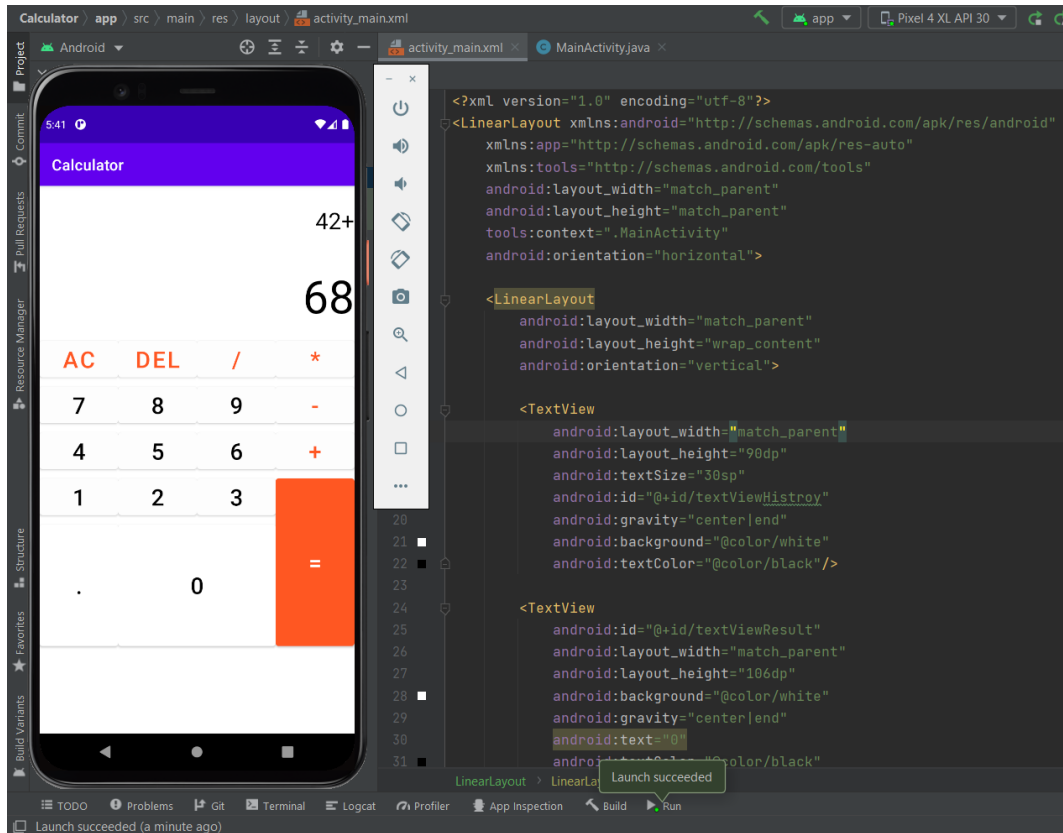 Calculator > app > src > main > res > layout > activity_main.xml
app
Pixel 4 XL API 30
Android
activity_main.xml
MainActivity.java
Project
Commit
Pull Requests
Resource Manager
Structure
Favorites
Build Variants
5:41
Calculator
42+
68
AC DEL / *
7 8 9 -
4 5 6 +
1 2 3
. 0 =
<?xml version="1.0" encoding="utf-8"?>
<LinearLayout xmlns:android="http://schemas.android.com/apk/res/android"
xmlns:app="http://schemas.android.com/apk/res-auto"
xmlns:tools="http://schemas.android.com/tools"
android:layout_width="match_parent"
android:layout_height="match_parent"
tools:context=".MainActivity"
android:orientation="horizontal">
<LinearLayout
android:layout_width="match_parent"
android:layout_height="wrap_content"
android:orientation="vertical">
<TextView
android:layout_width="match_parent"
android:layout_height="90dp"
android:textSize="30sp"
android:id="@+id/textViewHistroy"
20 android:gravity="center|end"
21 android:background="@color/white"
22 android:textColor="@color/black"/>
23
24 <TextView
25 android:id="@+id/textViewResult"
26 android:layout_width="match_parent"
27 android:layout_height="106dp"
28 android:background="@color/white"
29 android:gravity="center|end"
30 android:text="0"
31
LinearLayout >
Launch succeeded
TODO Problems Git Terminal Logcat Profiler App Inspection Build Run
Launch succeeded (a minute ago)